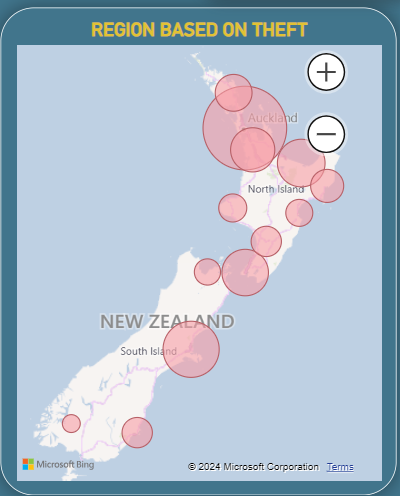 REGION BASED ON THEFT
+
Auckland
−
North Island
NEW ZEALAND
South Island
Microsoft Bing
© 2024 Microsoft Corporation Terms